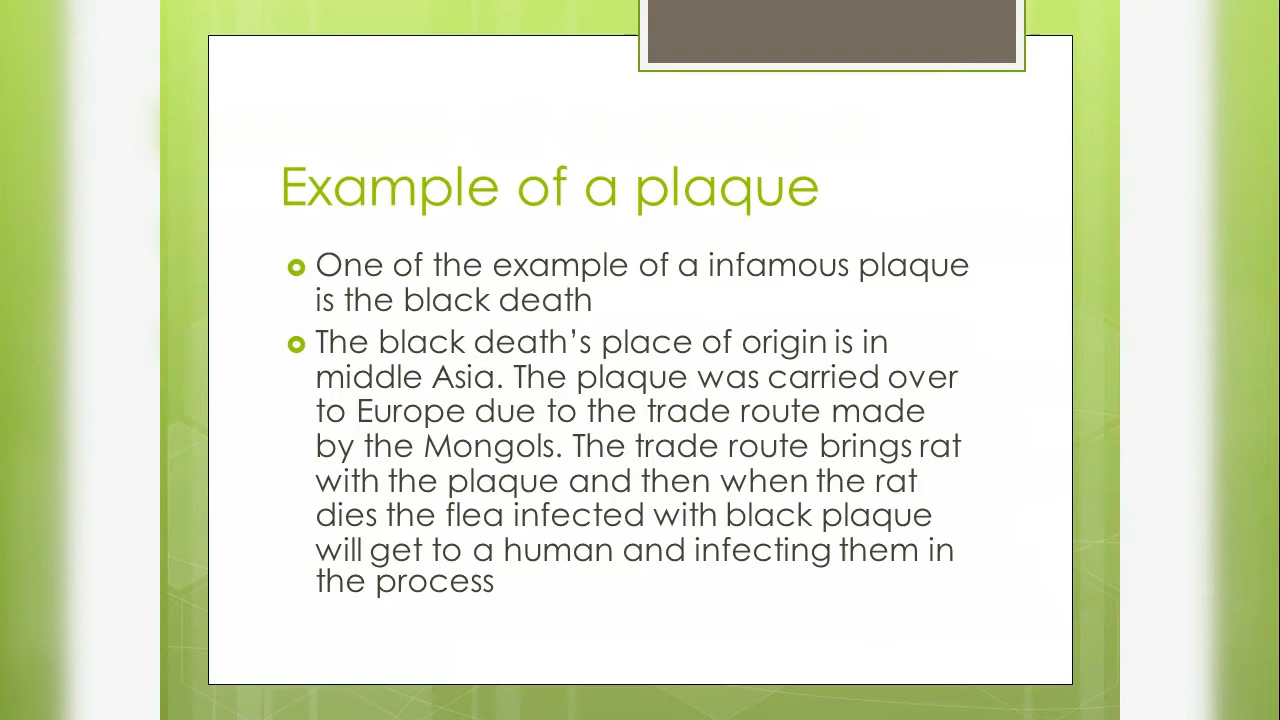 Example of a plaque
One of the example of a infamous plaque
is the black death
The black death’s place of origin is in
middle Asia. The plaque was carried over
to Europe due to the trade route made
by the Mongols. The trade route brings rat
with the plaque and then when the rat
dies the flea infected with black plaque
will get to a human and infecting them in
the process